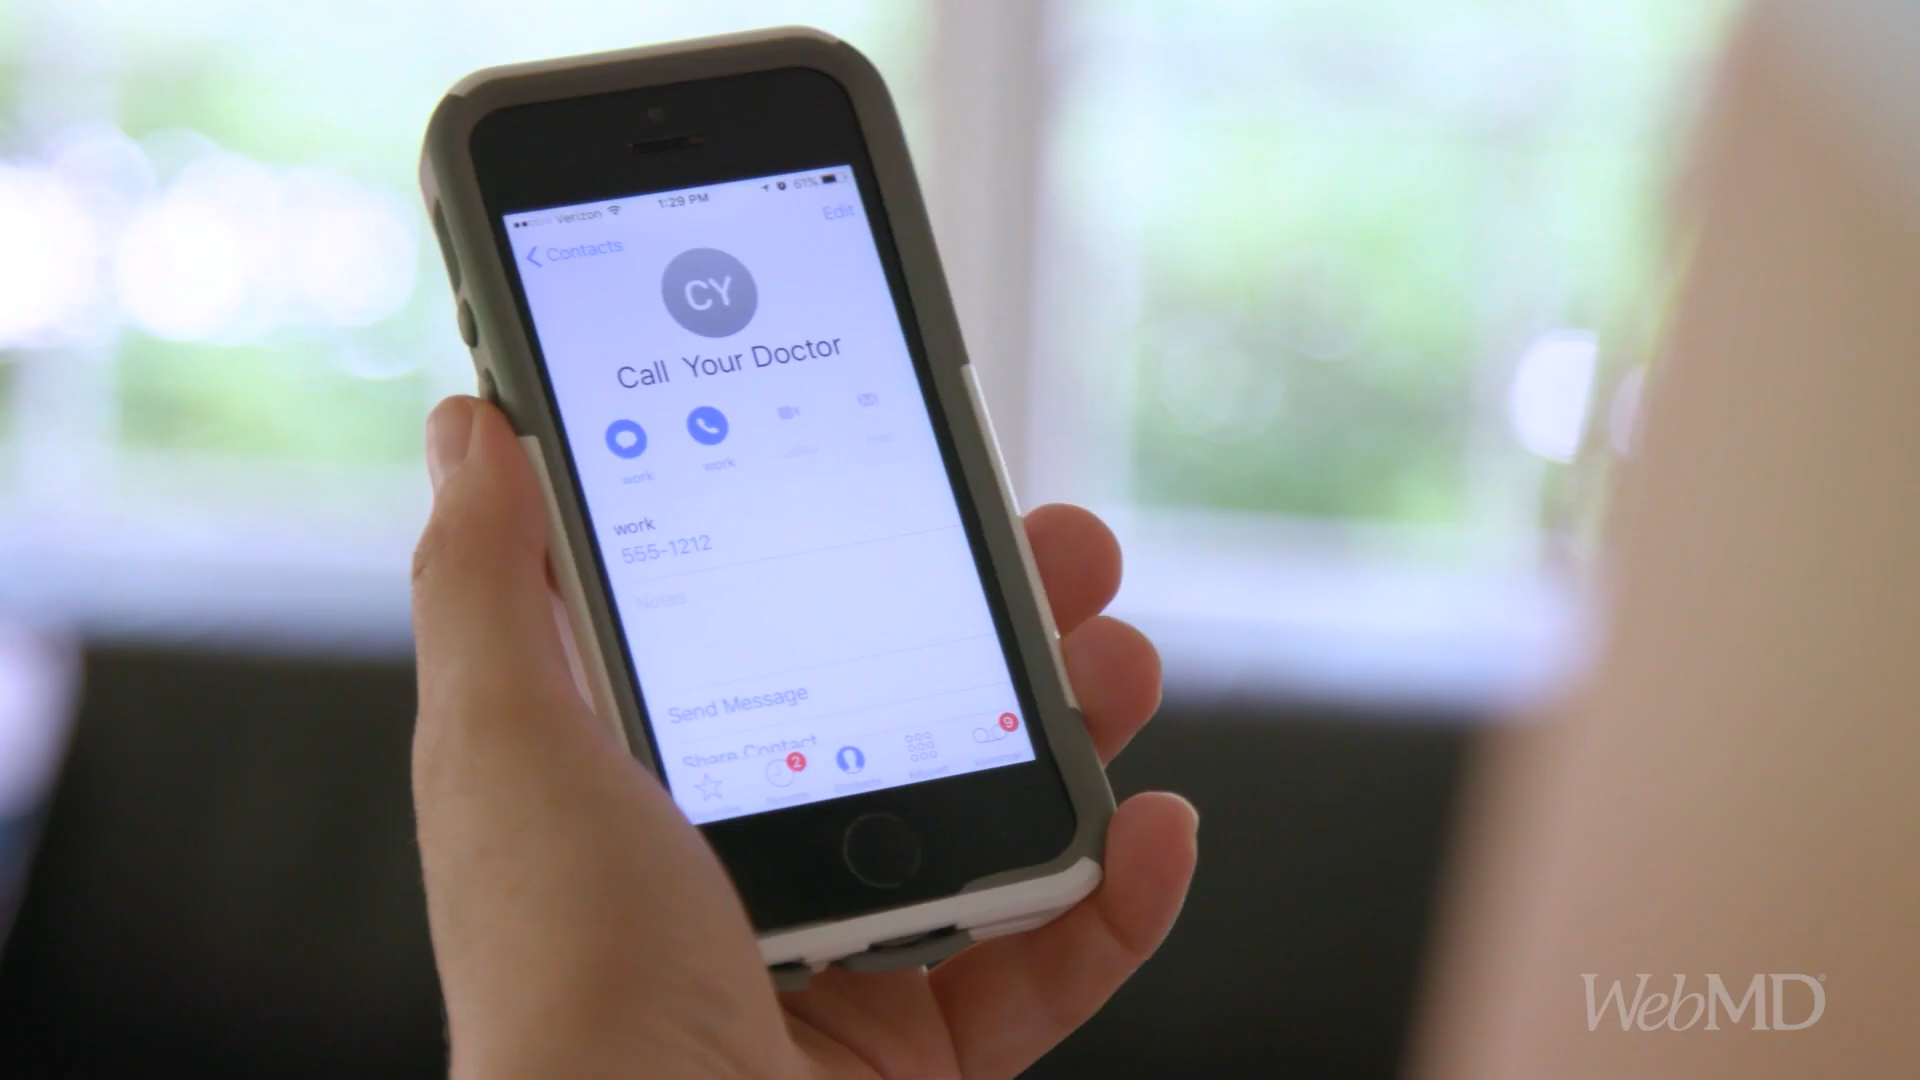 Verizon 1:29 PM 61%
Contacts Edit
CY
Call Your Doctor
work work
work
555-1212
Notes
Send Message
Share Contact
2 9
WebMD